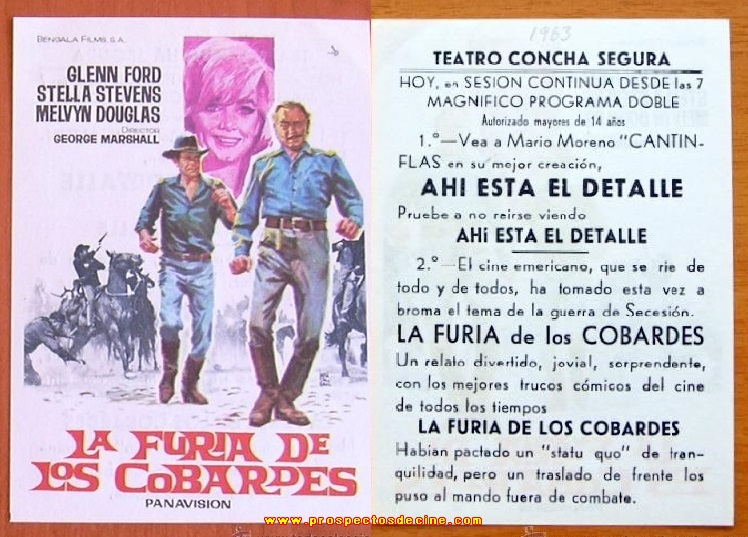 BENGALA FILMS, S.A.
GLENN FORD
STELLA STEVENS
MELVYN DOUGLAS
DIRECTOR
GEORGE MARSHALL
LA FURIA DE
LOS COBARDES
PANAVISION
1963
TEATRO CONCHA SEGURA
HOY, en SESION CONTINUA DESDE las 7
MAGNIFICO PROGRAMA DOBLE
Autorizado mayores de 14 años
1.º—Vea a Mario Moreno "CANTIN-
FLAS en su mejor creación,
AHI ESTA EL DETALLE
Pruebe a no reirse viendo
AHi ESTA EL DETALLE
2.º—El cine emericano, que se rie de
todo y de todos, ha tomado esta vez a
broma el tema de la guerra de Secesión.
LA FURIA de los COBARDES
Un relato divertido, jovial, sorprendente,
con los mejores trucos cómicos del cine
de todos los tiempos
LA FURIA DE LOS COBARDES
Habian pactado un "statu quo" de tran-
quilidad, pero un traslado de frente los
puso al mando fuera de combate.
www.prospectosdecine.com